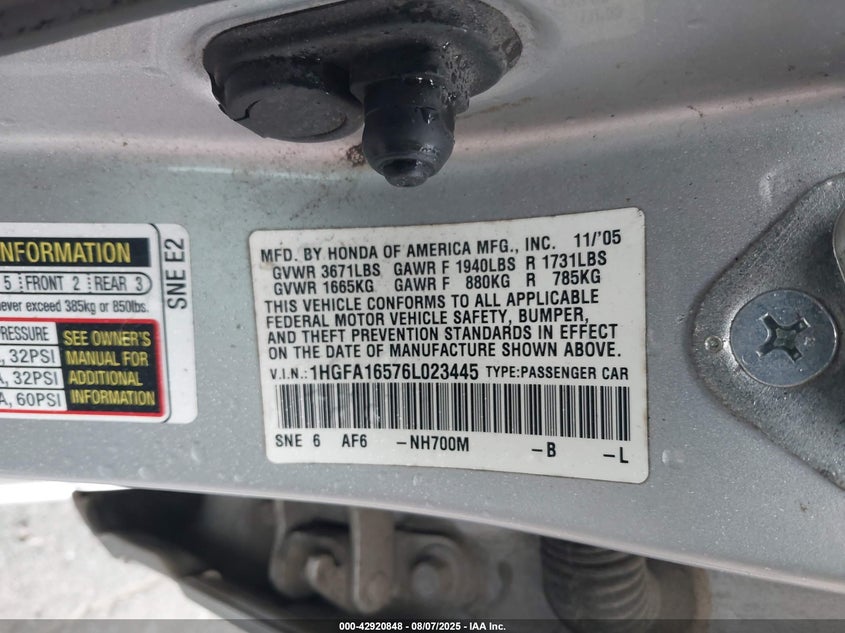 NFORMATION
5 FRONT 2 REAR 3
never exceed 385kg or 850lbs.
PRESSURE
, 32PSI
A, 32PSI
A, 60PSI
SEE OWNER'S
MANUAL FOR
ADDITIONAL
INFORMATION
SNE E2
MFD. BY HONDA OF AMERICA MFG., INC. 11/'05
GVWR 3671LBS GAWR F 1940LBS R 1731LBS
GVWR 1665KG GAWR F 880KG R 785KG
THIS VEHICLE CONFORMS TO ALL APPLICABLE
FEDERAL MOTOR VEHICLE SAFETY, BUMPER,
AND THEFT PREVENTION STANDARDS IN EFFECT
ON THE DATE OF MANUFACTURE SHOWN ABOVE.
V.I.N.: 1HGFA16576L023445 TYPE:PASSENGER CAR
SNE 6 AF6 -NH700M -B -L
000-42920848 - 08/07/2025 - IAA Inc.